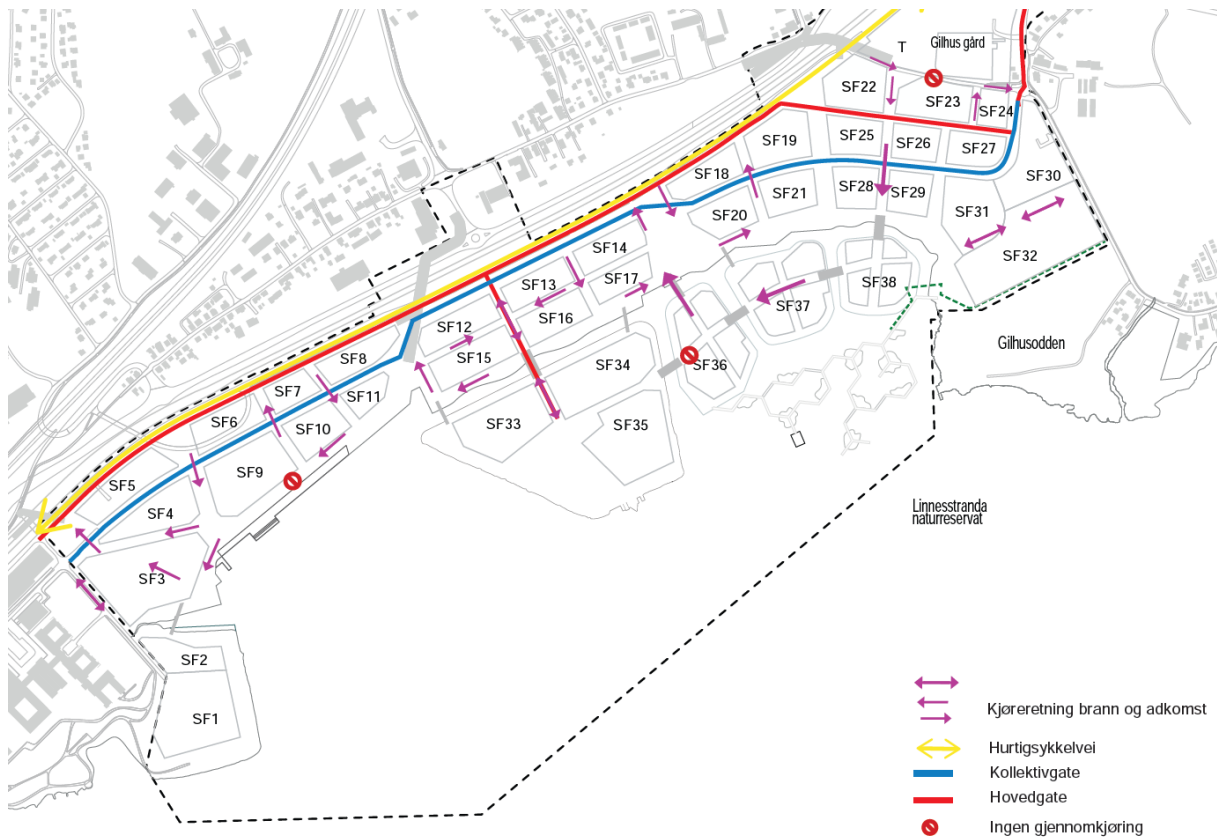 T
Gilhus gård
SF22
SF23
SF24
SF19
SF25
SF26
SF27
SF18
SF21
SF28
SF29
SF30
SF20
SF31
SF14
SF32
SF13
SF17
SF38
SF37
SF16
SF12
SF8
SF15
SF34
SF36
Gilhusodden
SF7
SF11
SF6
SF33
SF35
SF10
SF5
SF9
SF4
Linnesstranda
naturreservat
SF3
SF2
SF1
Kjøreretning brann og adkomst
Hurtigsykkelvei
Kollektivgate
Hovedgate
Ingen gjennomkjøring